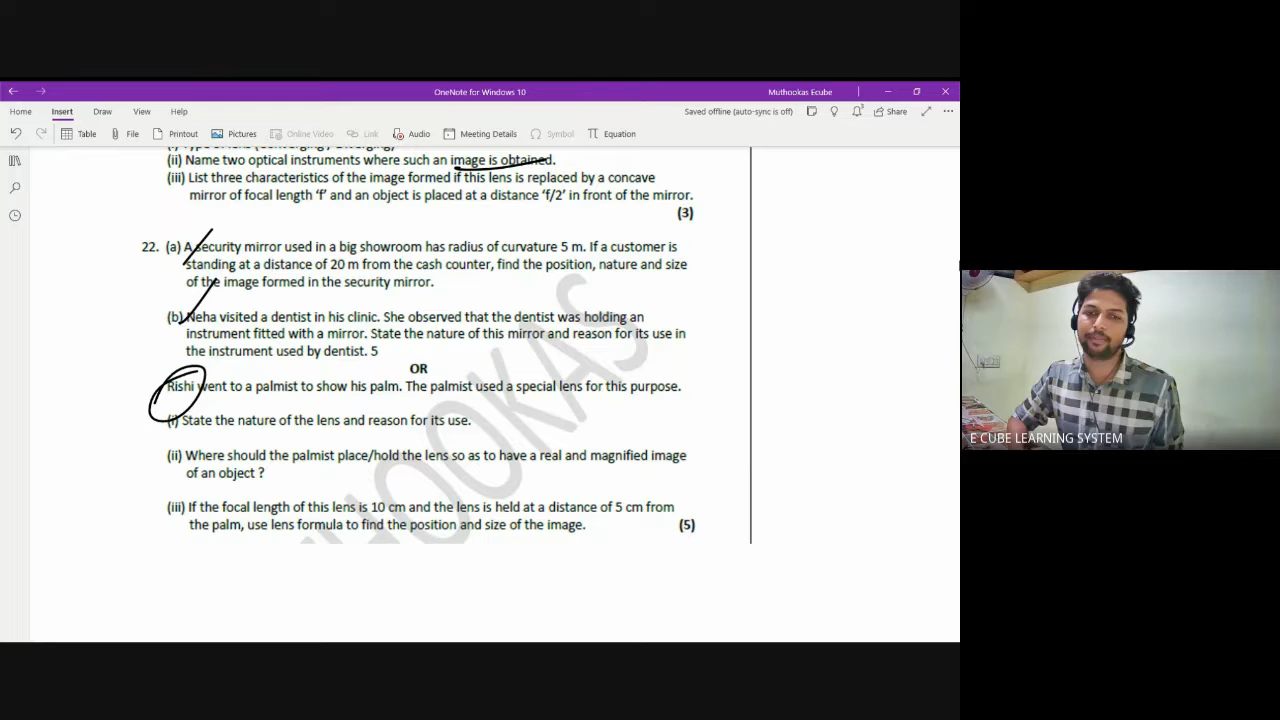 OneNote for Windows 10
Muthookas Ecube
Home Insert Draw View Help
Saved offline (auto-sync is off) Share
Table File Printout Pictures Online Video Link Audio Meeting Details Symbol Equation
(i) Type of lens (Converging / Diverging)
(ii) Name two optical instruments where such an image is obtained.
(iii) List three characteristics of the image formed if this lens is replaced by a concave
mirror of focal length ‘f’ and an object is placed at a distance ‘f/2’ in front of the mirror.
(3)
22. (a) A security mirror used in a big showroom has radius of curvature 5 m. If a customer is
standing at a distance of 20 m from the cash counter, find the position, nature and size
of the image formed in the security mirror.
(b) Neha visited a dentist in his clinic. She observed that the dentist was holding an
instrument fitted with a mirror. State the nature of this mirror and reason for its use in
the instrument used by dentist. 5
OR
Rishi went to a palmist to show his palm. The palmist used a special lens for this purpose.
(i) State the nature of the lens and reason for its use.
(ii) Where should the palmist place/hold the lens so as to have a real and magnified image
of an object ?
(iii) If the focal length of this lens is 10 cm and the lens is held at a distance of 5 cm from
the palm, use lens formula to find the position and size of the image. (5)
E CUBE LEARNING SYSTEM